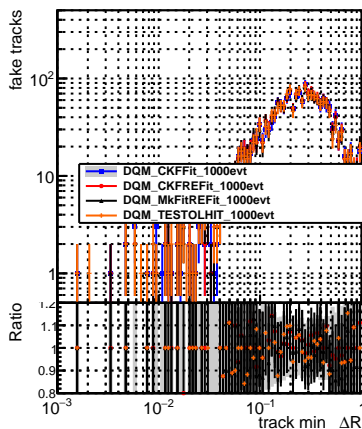 fake tracks
10²
10
1
DQM_CKFFit_1000evt
DQM_CKFREFit_1000evt
DQM_MkFitREFit_1000evt
DQM_TESTOLHIT_1000evt
Ratio
1.2
1.1
1
0.9
0.8
10⁻³ 10⁻² 10⁻¹ 1
track min ΔR